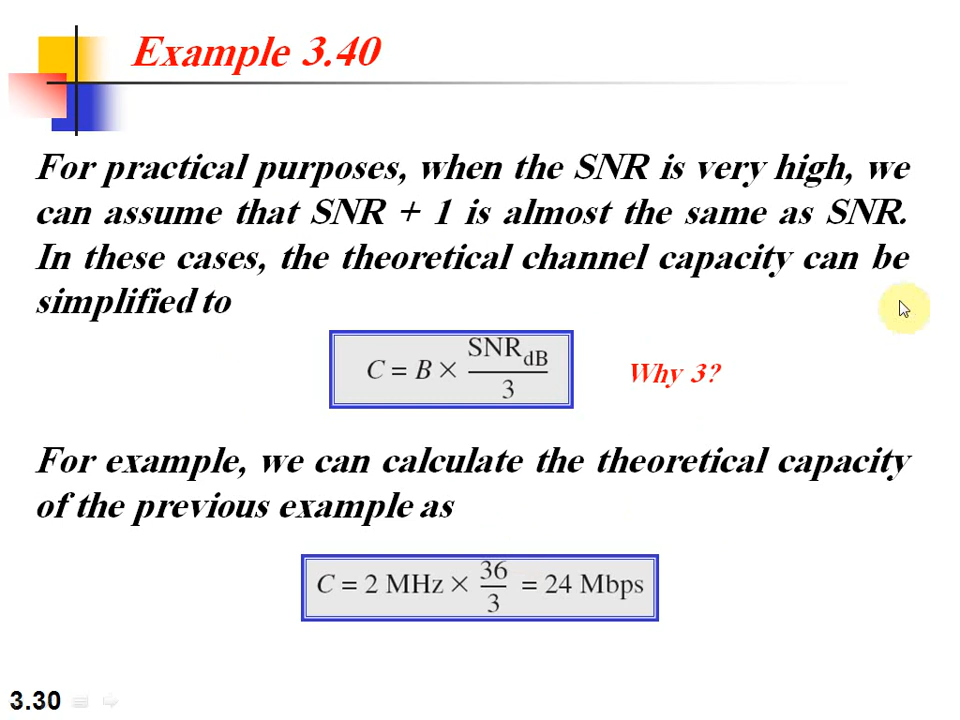 Example 3.40
For practical purposes, when the SNR is very high, we
can assume that SNR + 1 is almost the same as SNR.
In these cases, the theoretical channel capacity can be
simplified to
C = B × SNR_dB / 3
Why 3?
For example, we can calculate the theoretical capacity
of the previous example as
C = 2 MHz × 36 / 3 = 24 Mbps
3.30